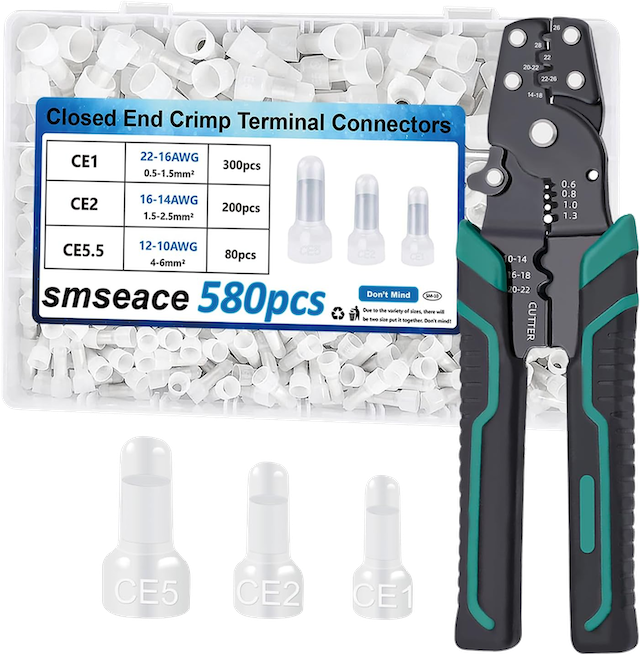 Closed End Crimp Terminal Connectors
CE1 22-16AWG 0.5-1.5mm² 300pcs
CE2 16-14AWG 1.5-2.5mm² 200pcs
CE5.5 12-10AWG 4-6mm² 80pcs
smseace 580pcs
Don't Mind
Due to the variety of sizes, there will
be two size put it together. Don't mind!
26
28
22
20-22
22-26
14-18
0.6
0.8
1.0
1.3
10-14
16-18
20-22
CUTTER
CE5
CE2
CE1